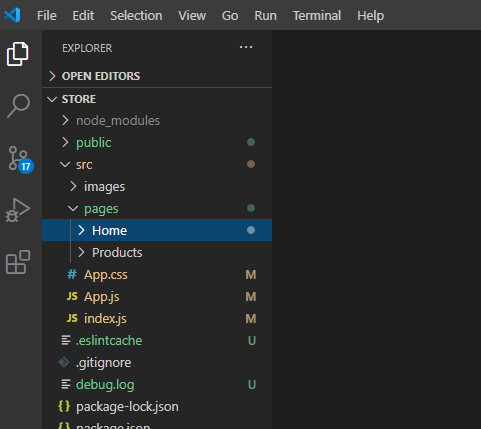 File Edit Selection View Go Run Terminal Help
EXPLORER ...
OPEN EDITORS
STORE
node_modules
public
src
images
pages
Home
Products
# App.css M
JS App.js M
JS index.js M
.eslintcache U
.gitignore
debug.log U
{} package-lock.json
{} package.json
17